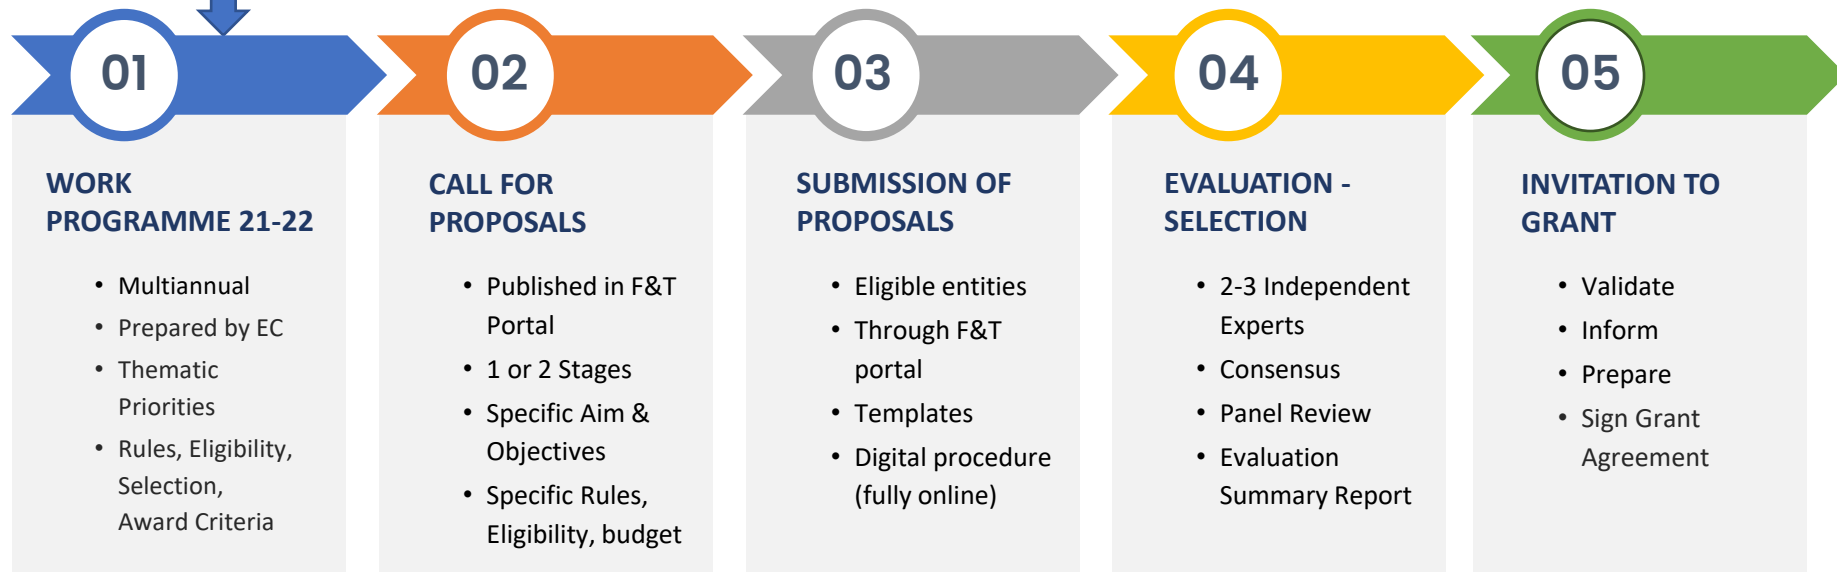 01
WORK
PROGRAMME 21-22
• Multiannual
• Prepared by EC
• Thematic
Priorities
• Rules, Eligibility,
Selection,
Award Criteria
02
CALL FOR
PROPOSALS
• Published in F&T
Portal
• 1 or 2 Stages
• Specific Aim &
Objectives
• Specific Rules,
Eligibility, budget
03
SUBMISSION OF
PROPOSALS
• Eligible entities
• Through F&T
portal
• Templates
• Digital procedure
(fully online)
04
EVALUATION -
SELECTION
• 2-3 Independent
Experts
• Consensus
• Panel Review
• Evaluation
Summary Report
05
INVITATION TO
GRANT
• Validate
• Inform
• Prepare
• Sign Grant
Agreement